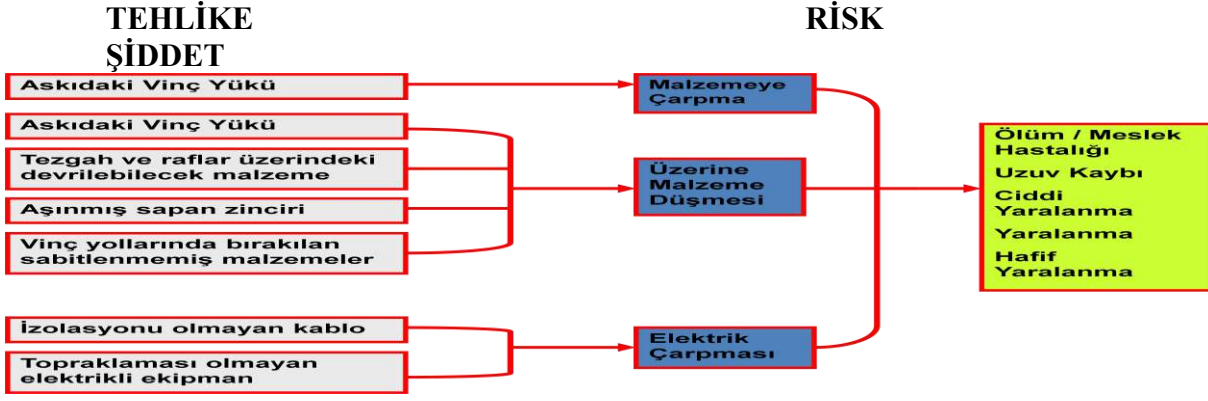 TEHLİKE RİSK
ŞİDDET
Askıdaki Vinç Yükü
Askıdaki Vinç Yükü
Tezgah ve raflar üzerindeki
devrilebilecek malzeme
Aşınmış sapan zinciri
Vinç yollarında bırakılan
sabitlenmemiş malzemeler
İzolasyonu olmayan kablo
Topraklaması olmayan
elektrikli ekipman
Malzemeye
Çarpma
Üzerine
Malzeme
Düşmesi
Elektrik
Çarpması
Ölüm / Meslek
Hastalığı
Uzuv Kaybı
Ciddi
Yaralanma
Yaralanma
Hafif
Yaralanma